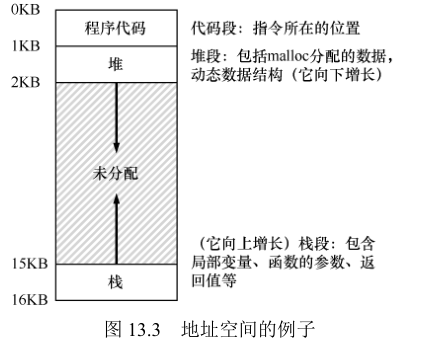 0KB
程序代码
代码段：指令所在的位置
1KB
堆
堆段：包括malloc分配的数据，
动态数据结构（它向下增长）
2KB
未分配
（它向上增长）栈段：包含
局部变量、函数的参数、返
回值等
15KB
栈
16KB
图 13.3 地址空间的例子